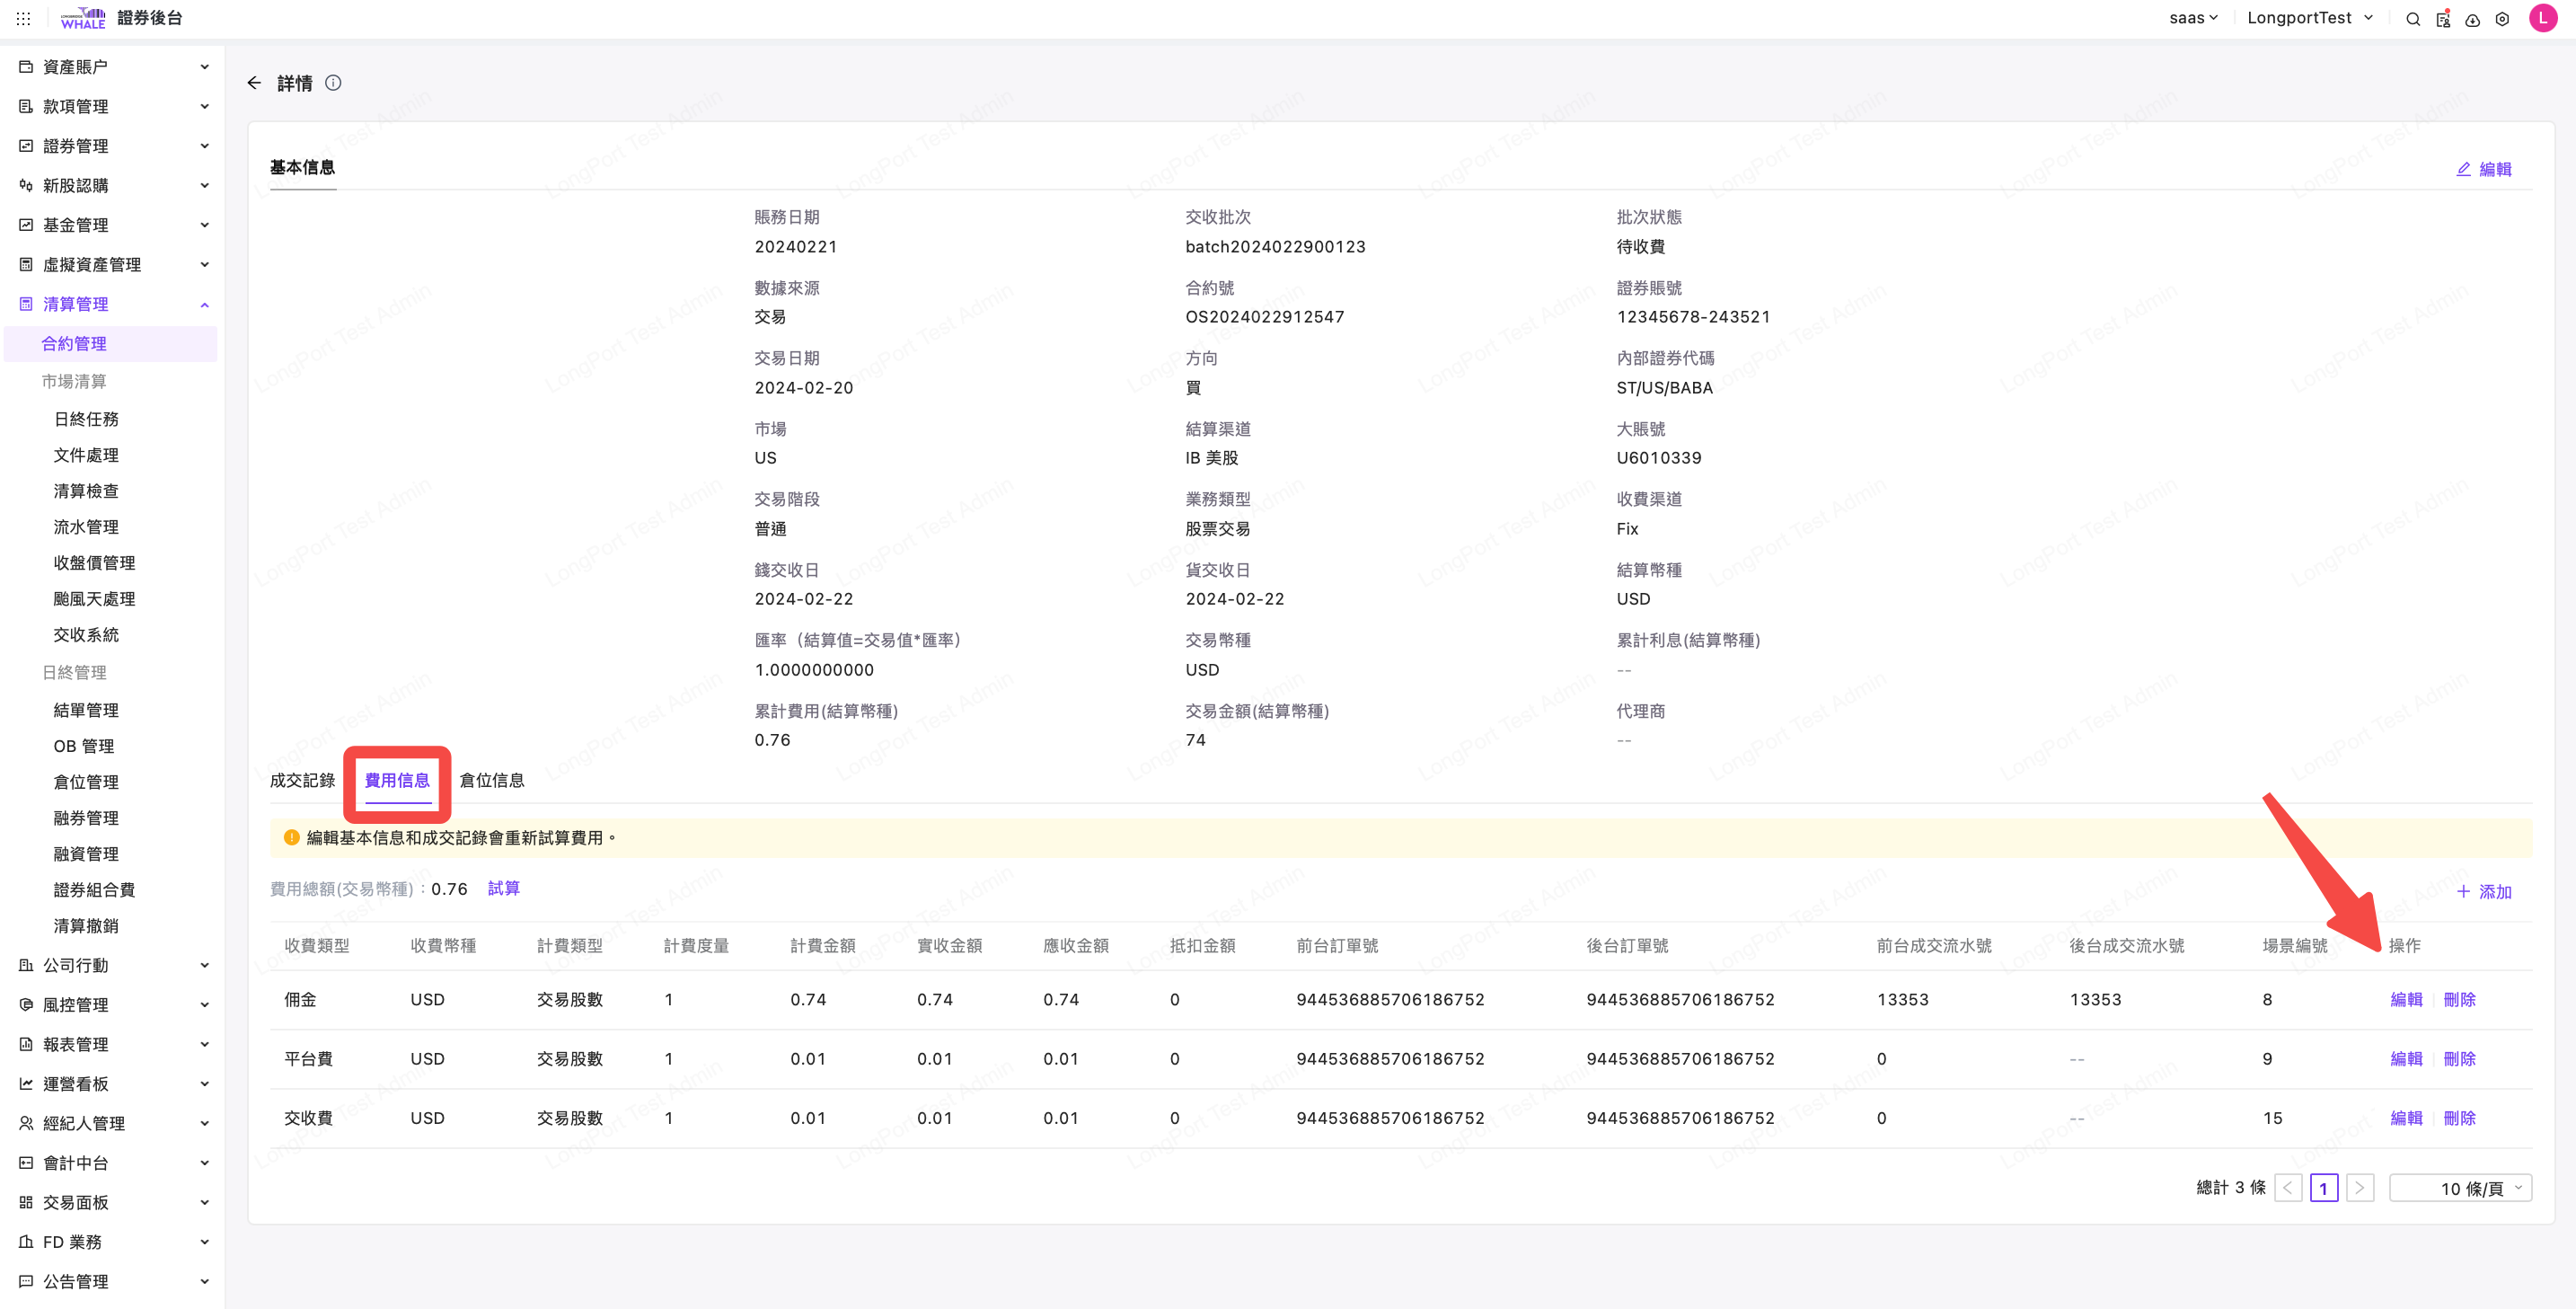 LONGBRIDGE
WHALE 證券後台
saas
LongportTest
L
資產賬户
款項管理
證券管理
新股認購
基金管理
虛擬資產管理
清算管理
合約管理
市場清算
日終任務
文件處理
清算檢查
流水管理
收盤價管理
颱風天處理
交收系統
日終管理
結單管理
OB 管理
倉位管理
融券管理
融資管理
證券組合費
清算撤銷
公司行動
風控管理
報表管理
運營看板
經紀人管理
會計中台
交易面板
FD 業務
公告管理
詳情
基本信息
編輯
賬務日期 交收批次 批次狀態
20240221 batch2024022900123 待收費
數據來源 合約號 證券賬號
交易 OS2024022912547 12345678-243521
交易日期 方向 內部證券代碼
2024-02-20 買 ST/US/BABA
市場 結算渠道 大賬號
US IB 美股 U6010339
交易階段 業務類型 收費渠道
普通 股票交易 Fix
錢交收日 貨交收日 結算幣種
2024-02-22 2024-02-22 USD
匯率（結算值=交易值*匯率） 交易幣種 累計利息(結算幣種)
1.0000000000 USD --
累計費用(結算幣種) 交易金額(結算幣種) 代理商
0.76 74 --
成交記錄 費用信息 倉位信息
編輯基本信息和成交記錄會重新試算費用。
費用總額(交易幣種)：0.76 試算
添加
收費類型 收費幣種 計費類型 計費度量 計費金額 實收金額 應收金額 抵扣金額 前台訂單號 後台訂單號 前台成交流水號 後台成交流水號 場景編號 操作
佣金 USD 交易股數 1 0.74 0.74 0.74 0 944536885706186752 944536885706186752 13353 13353 8 編輯 刪除
平台費 USD 交易股數 1 0.01 0.01 0.01 0 944536885706186752 944536885706186752 0 -- 9 編輯 刪除
交收費 USD 交易股數 1 0.01 0.01 0.01 0 944536885706186752 944536885706186752 0 -- 15 編輯 刪除
總計 3 條 1 10 條/頁
LongPort Test Admin